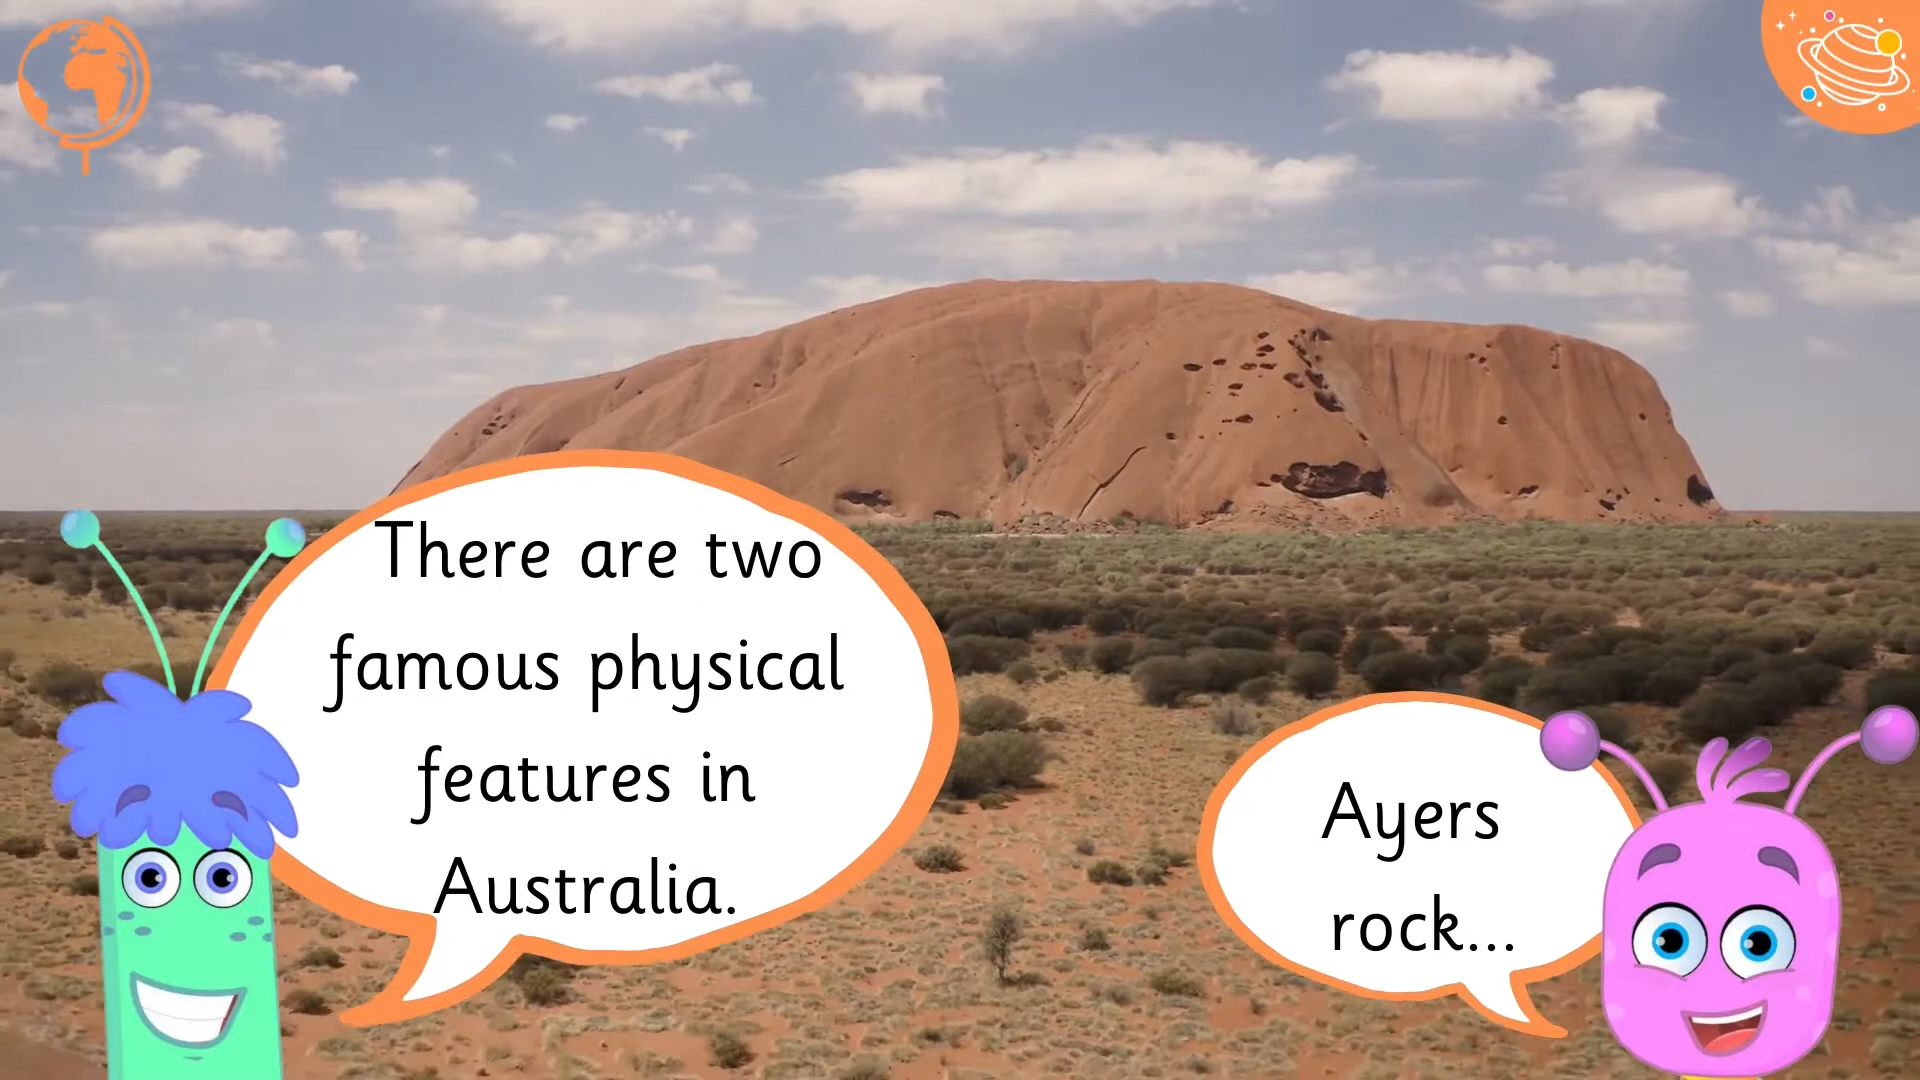 There are two
famous physical
features in
Australia.
Ayers
rock...